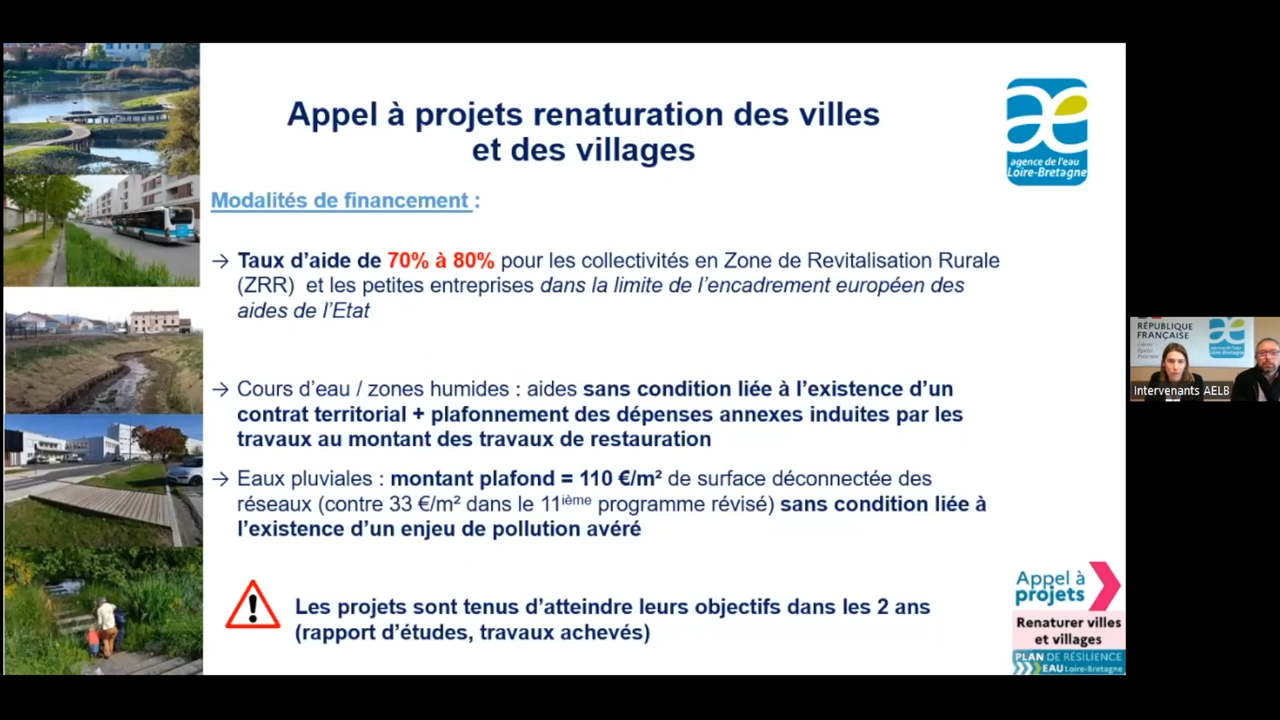 Appel à projets renaturation des villes
et des villages
agence de l'eau
Loire-Bretagne
Modalités de financement :
→ Taux d'aide de 70% à 80% pour les collectivités en Zone de Revitalisation Rurale
(ZRR) et les petites entreprises dans la limite de l'encadrement européen des
aides de l'Etat
→ Cours d'eau / zones humides : aides sans condition liée à l'existence d'un
contrat territorial + plafonnement des dépenses annexes induites par les
travaux au montant des travaux de restauration
→ Eaux pluviales : montant plafond = 110 €/m² de surface déconnectée des
réseaux (contre 33 €/m² dans le 11ième programme révisé) sans condition liée à
l'existence d'un enjeu de pollution avéré
Les projets sont tenus d'atteindre leurs objectifs dans les 2 ans
(rapport d'études, travaux achevés)
Appel à
projets
Renaturer villes
et villages
PLAN DE RÉSILIENCE
EAU Loire-Bretagne
RÉPUBLIQUE
FRANÇAISE
agence de l'eau
Loire-Bretagne
Intervenants AELB